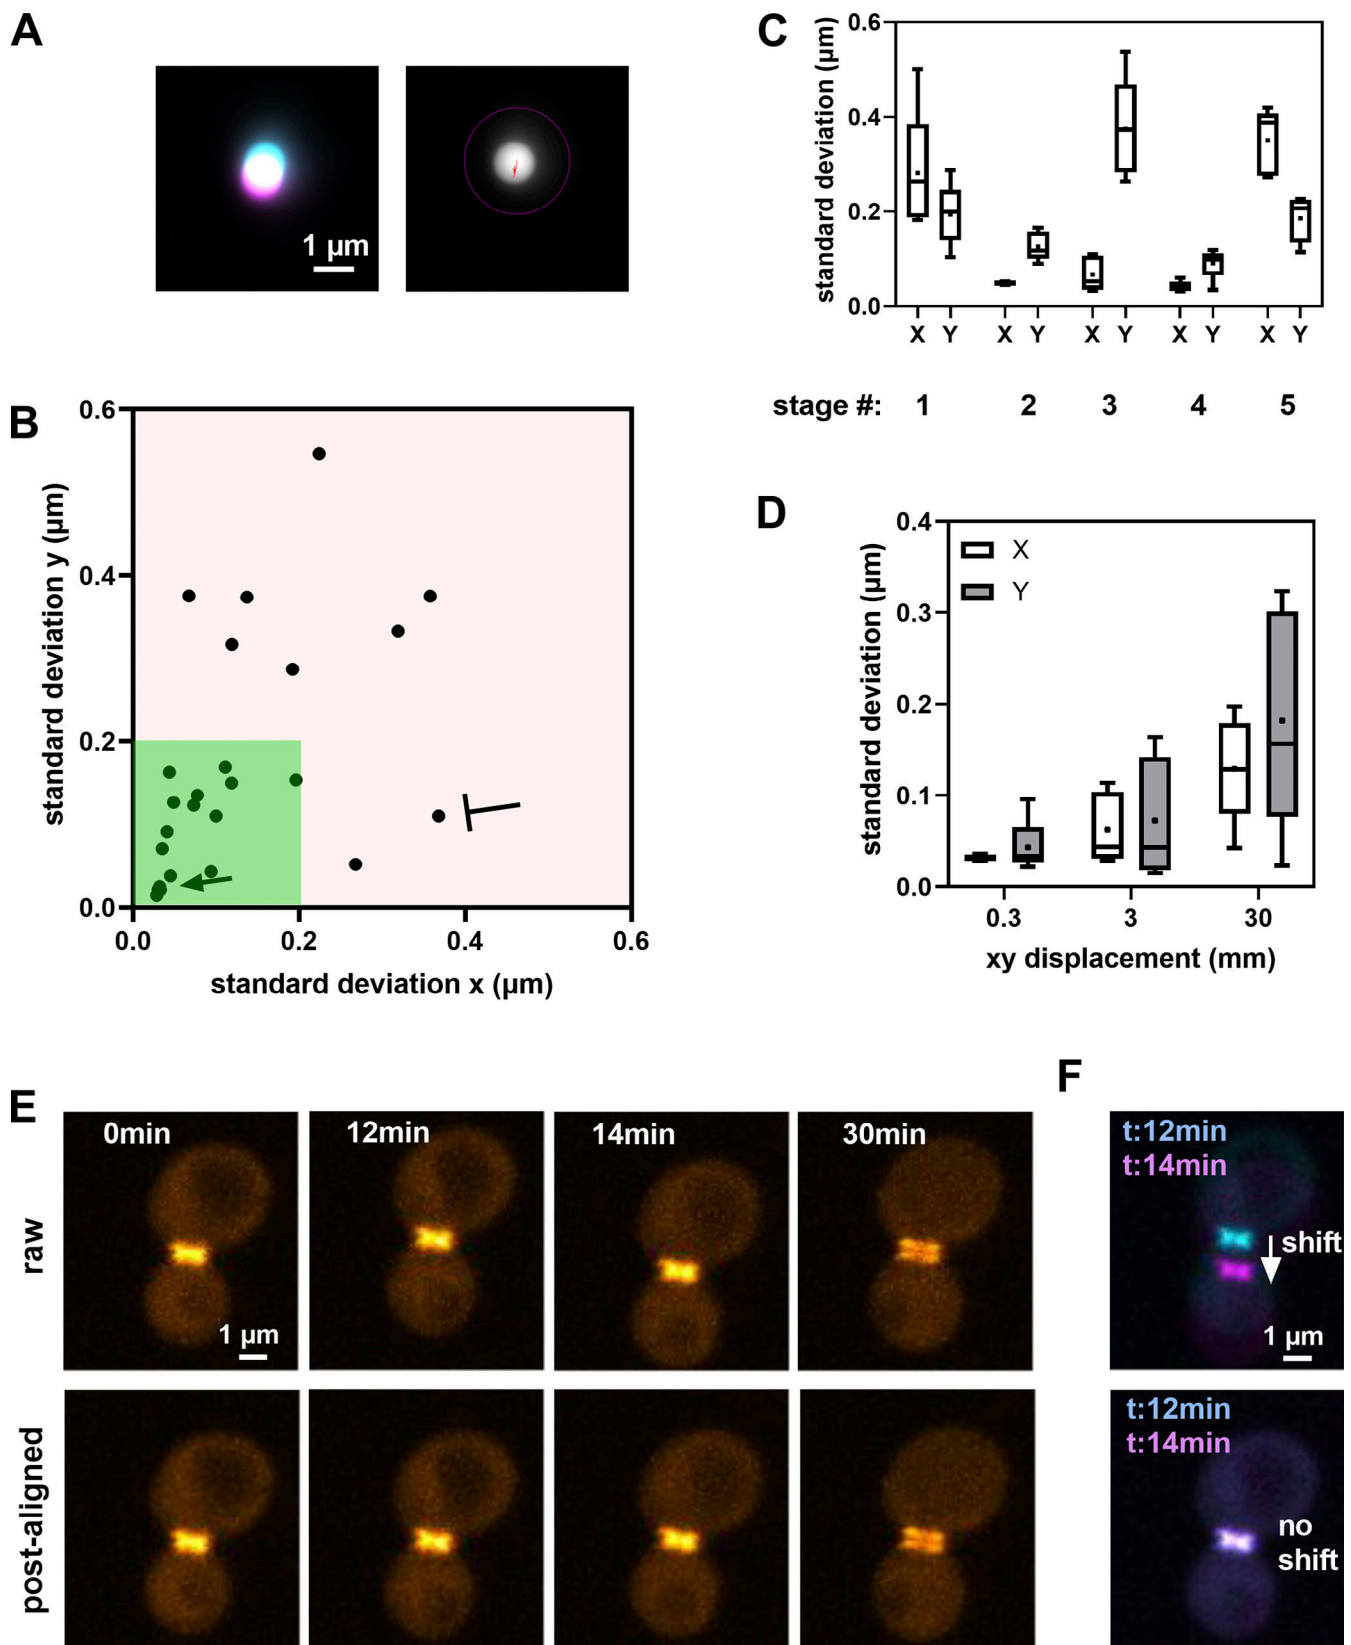 A
1 µm
B
0.6
0.4
0.2
0.0
0.0 0.2 0.4 0.6
standard deviation y (µm)
standard deviation x (µm)
C
0.6
0.4
0.2
0.0
standard deviation (µm)
X Y X Y X Y X Y X Y
stage #: 1 2 3 4 5
D
0.4
0.3
0.2
0.1
0.0
standard deviation (µm)
X
Y
0.3 3 30
xy displacement (mm)
E
raw
0min 12min 14min 30min
1 µm
post-aligned
F
t:12min
t:14min
shift
1 µm
t:12min
t:14min
no
shift